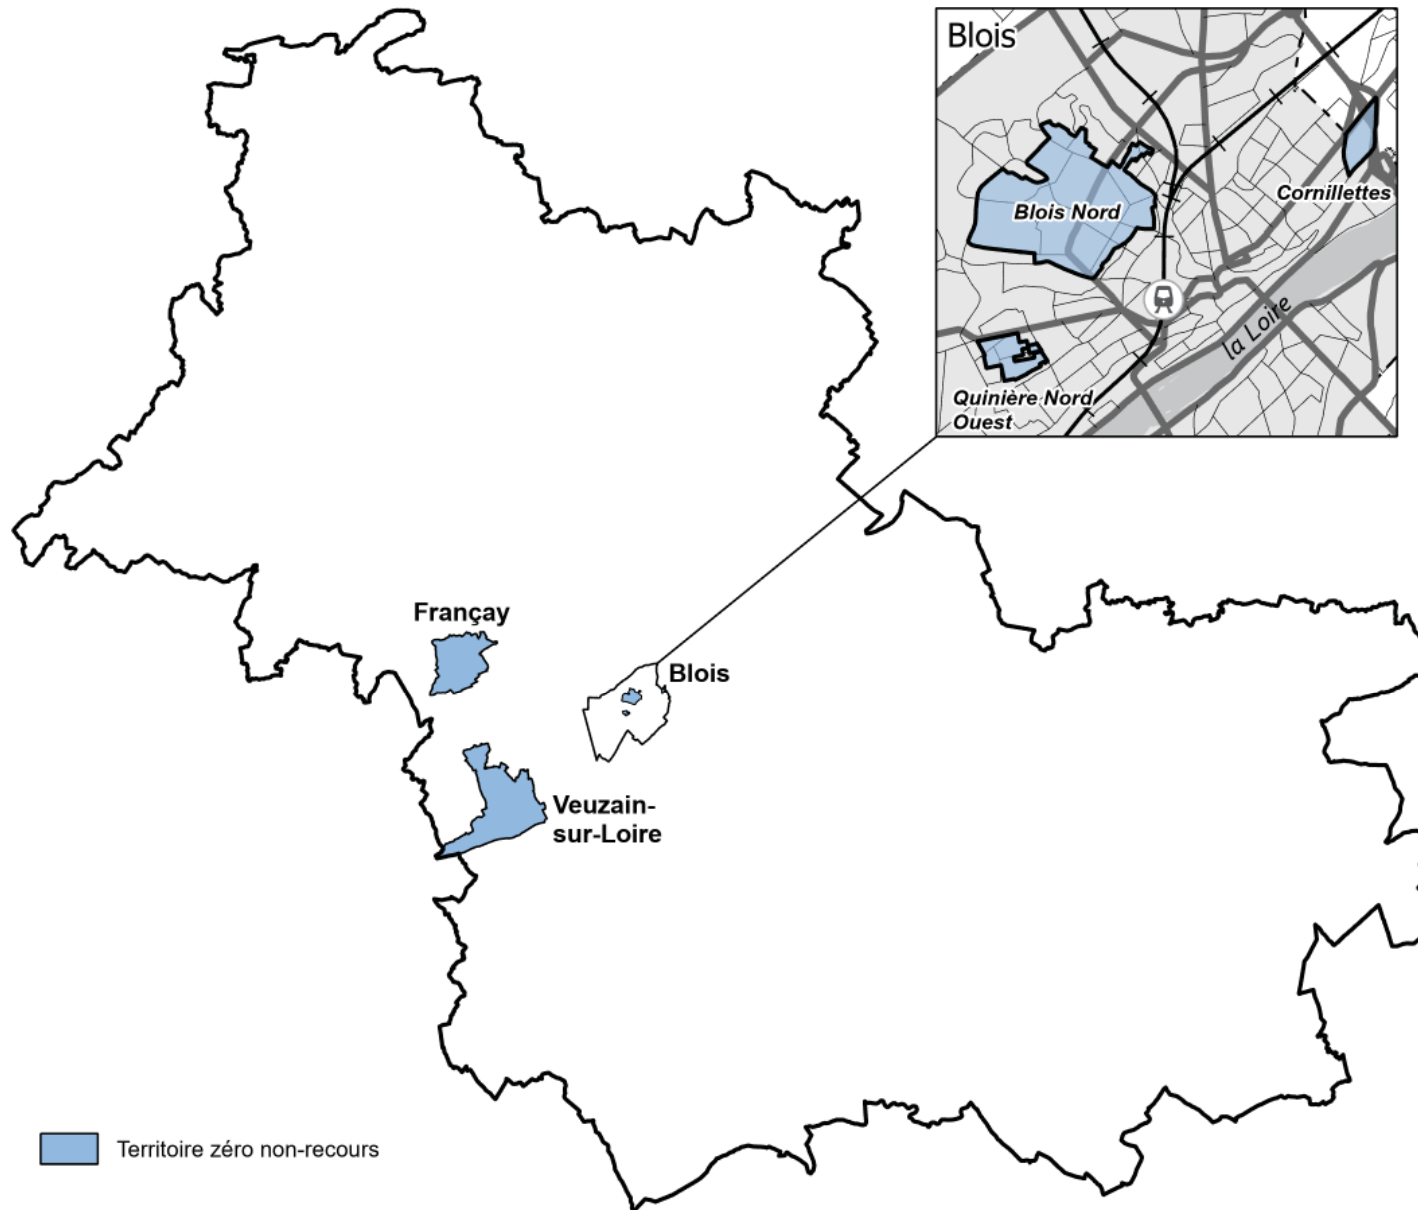 Blois
Cornillettes
Blois Nord
la Loire
Quinière Nord
Ouest
Françay
Blois
Veuzain-
sur-Loire
Territoire zéro non-recours